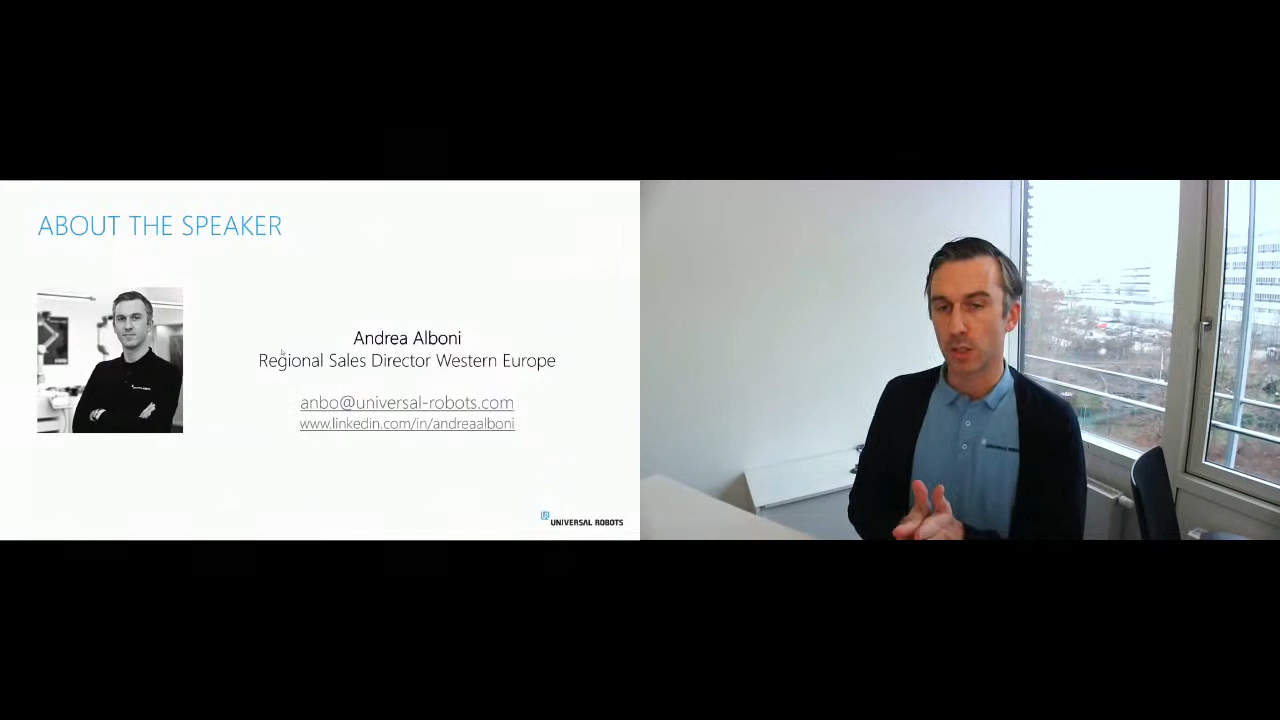 ABOUT THE SPEAKER
Andrea Alboni
Regional Sales Director Western Europe
anbo@universal-robots.com
www.linkedin.com/in/andreaalboni
UNIVERSAL ROBOTS